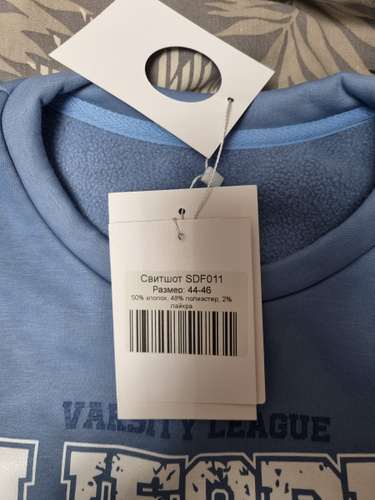 Свитшот SDF011
Размер: 44-46
50% хлопок, 48% полиэстер, 2%
лайкра
VARSITY LEAGUE